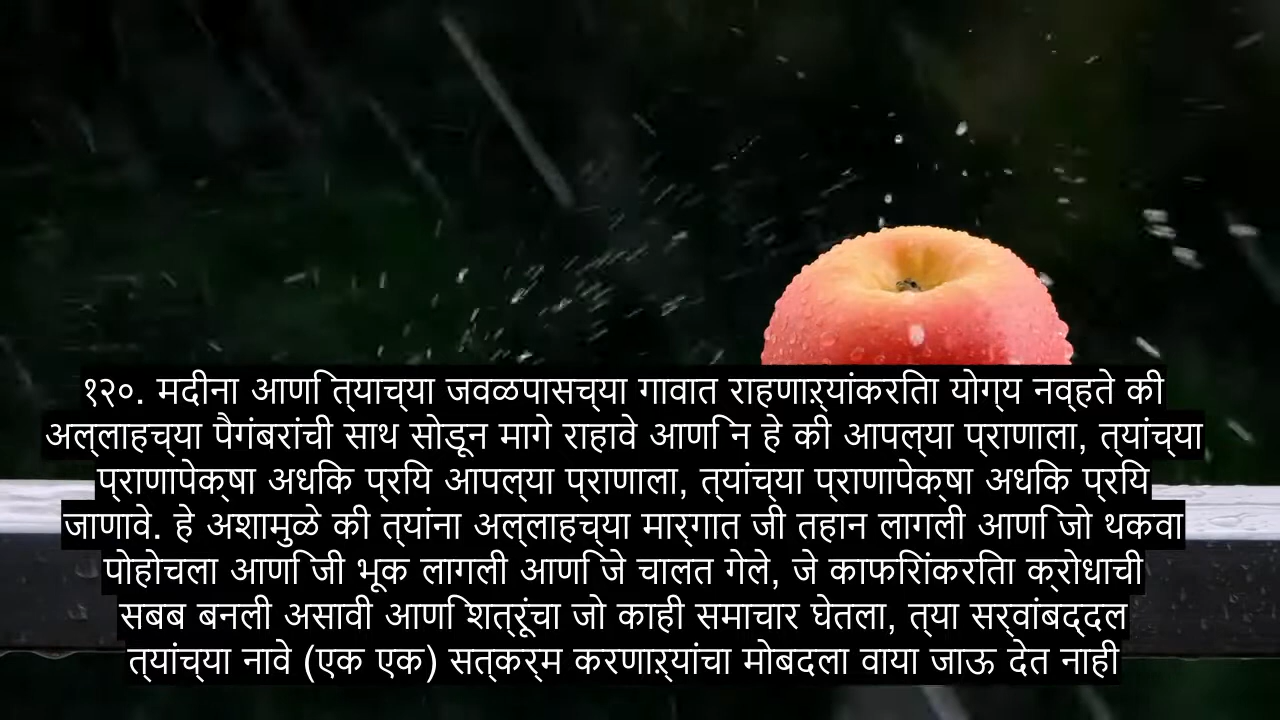 १२०. मदीना आणि त्याच्या जवळपासच्या गावात राहणाऱ्यांकरिता योग्य नव्हते की
अल्लाहच्या पैगंबरांची साथ सोडून मागे राहावे आणि न हे की आपल्या प्राणाला, त्यांच्या
प्राणापेक्षा अधिक प्रिय आपल्या प्राणाला, त्यांच्या प्राणापेक्षा अधिक प्रिय
जाणावे. हे अशामुळे की त्यांना अल्लाहच्या मार्गात जी तहान लागली आणि जो थकवा
पोहोचला आणि जी भूक लागली आणि जे चालत गेले, जे काफिरांकरिता क्रोधाची
सबब बनली असावी आणि शत्रूंचा जो काही समाचार घेतला, त्या सर्वांबद्दल
त्यांच्या नावे (एक एक) सत्कर्म करणाऱ्यांचा मोबदला वाया जाऊ देत नाही